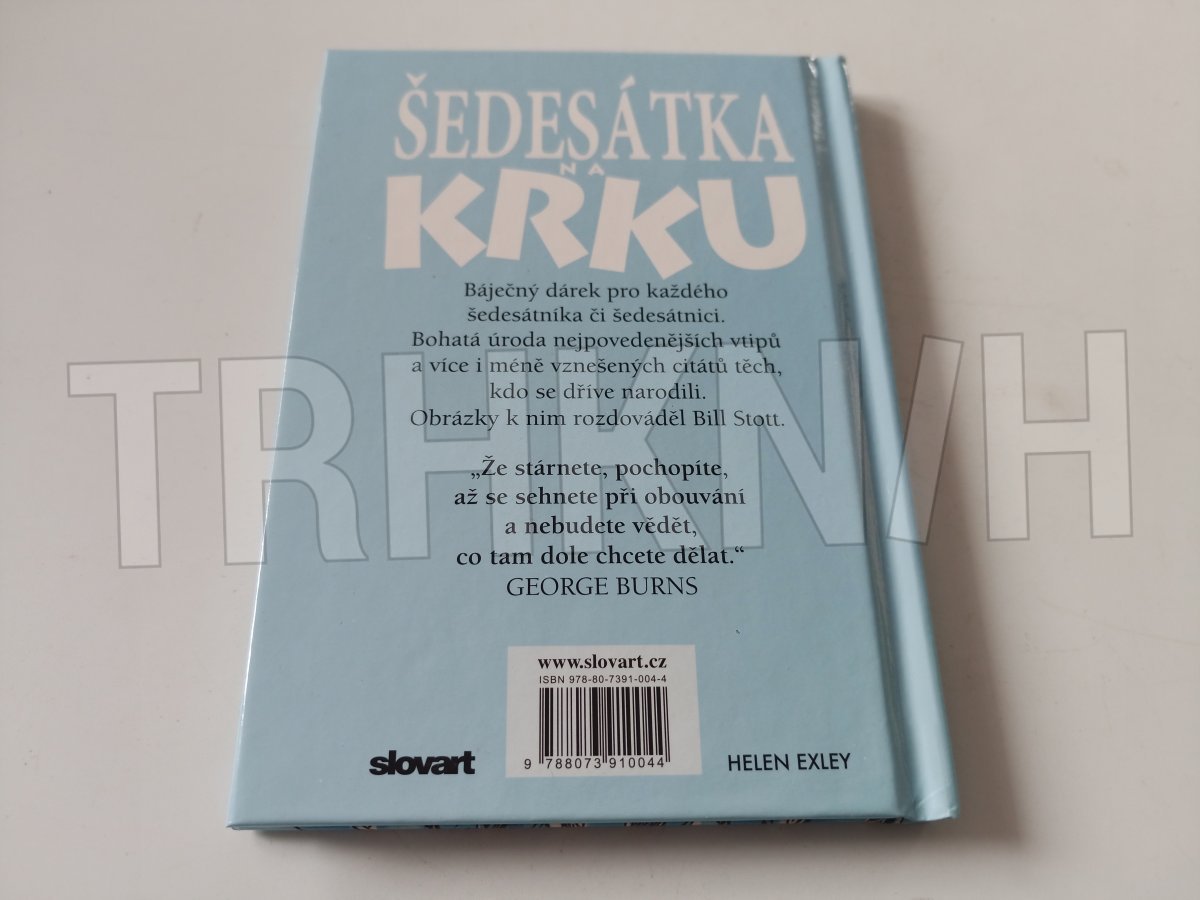 ŠEDESÁTKA
NA
KRKU
Báječný dárek pro každého
šedesátníka či šedesátnici.
Bohatá úroda nejpovedenějších vtipů
a více i méně vznešených citátů těch,
kdo se dříve narodili.
Obrázky k nim rozdováděl Bill Stott.
TRHKNIH
„Že stárnete, pochopíte,
až se sehnete při obouvání
a nebudete vědět,
co tam dole chcete dělat.“
GEORGE BURNS
www.slovart.cz
ISBN 978-80-7391-004-4
9 788073 910044
slovart
HELEN EXLEY